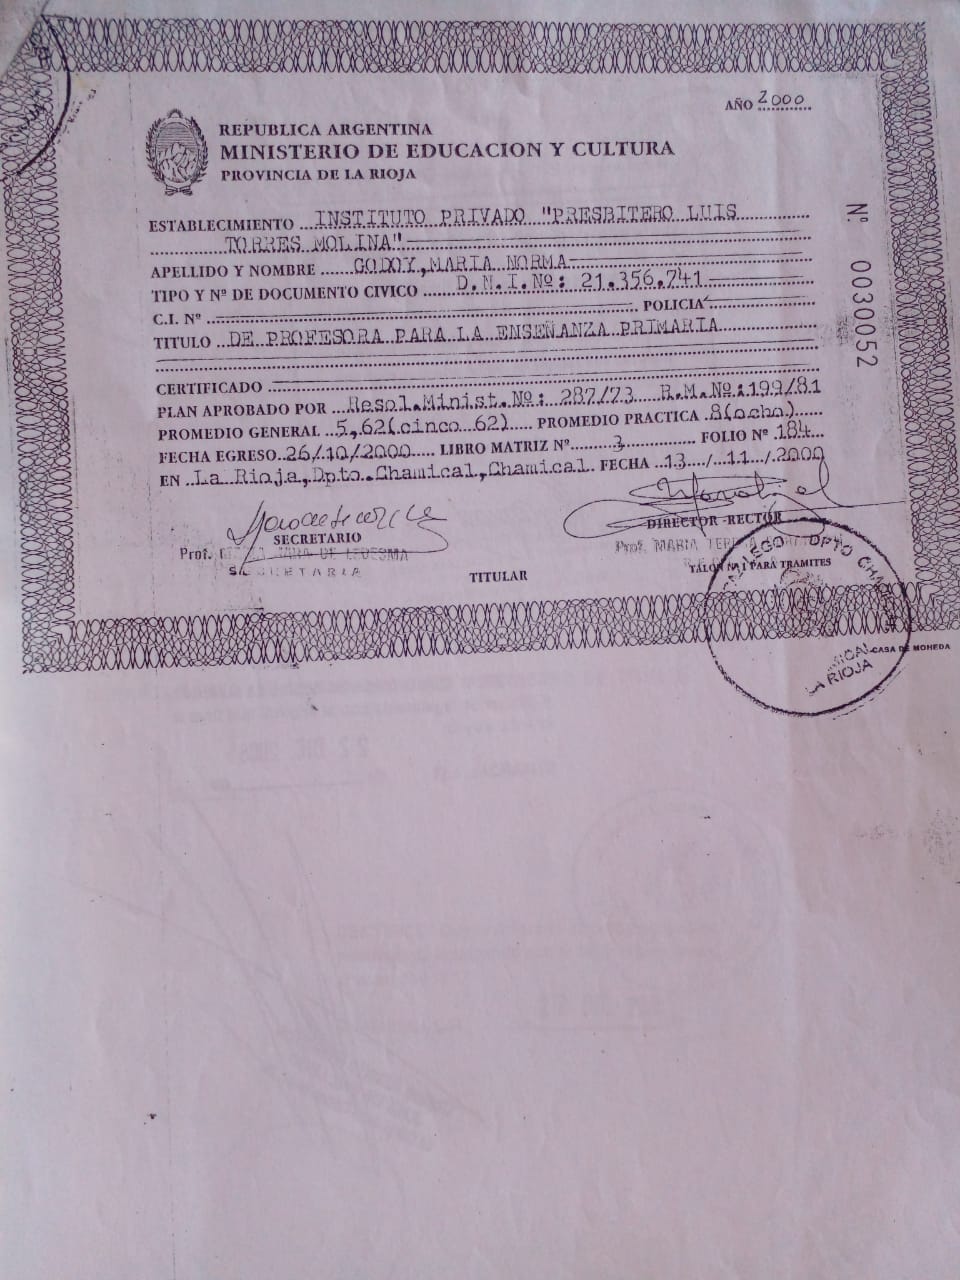 AÑO 2000
REPUBLICA ARGENTINA
MINISTERIO DE EDUCACION Y CULTURA
PROVINCIA DE LA RIOJA
ESTABLECIMIENTO INSTITUTO PRIVADO "PRESBITERO LUIS
TORRES MOLINA"
APELLIDO Y NOMBRE GODOY, MARIA NORMA
TIPO Y Nº DE DOCUMENTO CIVICO D.N.I.Nº: 21.356.741
C.I. Nº POLICIA
TITULO DE PROFESORA PARA LA ENSEÑANZA PRIMARIA
CERTIFICADO
PLAN APROBADO POR Resol.Minist.Nº: 287/73 R.M.Nº:199/81
PROMEDIO GENERAL 5,62(cinco 62) PROMEDIO PRACTICA 8(ocho)
FECHA EGRESO 26/10/2000 LIBRO MATRIZ Nº 3 FOLIO Nº 184
EN La Rioja, Dpto. Chamical, Chamical. FECHA 13/11/2000
Nº 0030052
SECRETARIO
DIRECTOR-RECTOR
Prof. DE LEDESMA
SECRETARIA
Prof. MARIA
TITULAR
TALON Nº 1 PARA TRAMITES
DPTO
LA RIOJA
CASA DE MONEDA